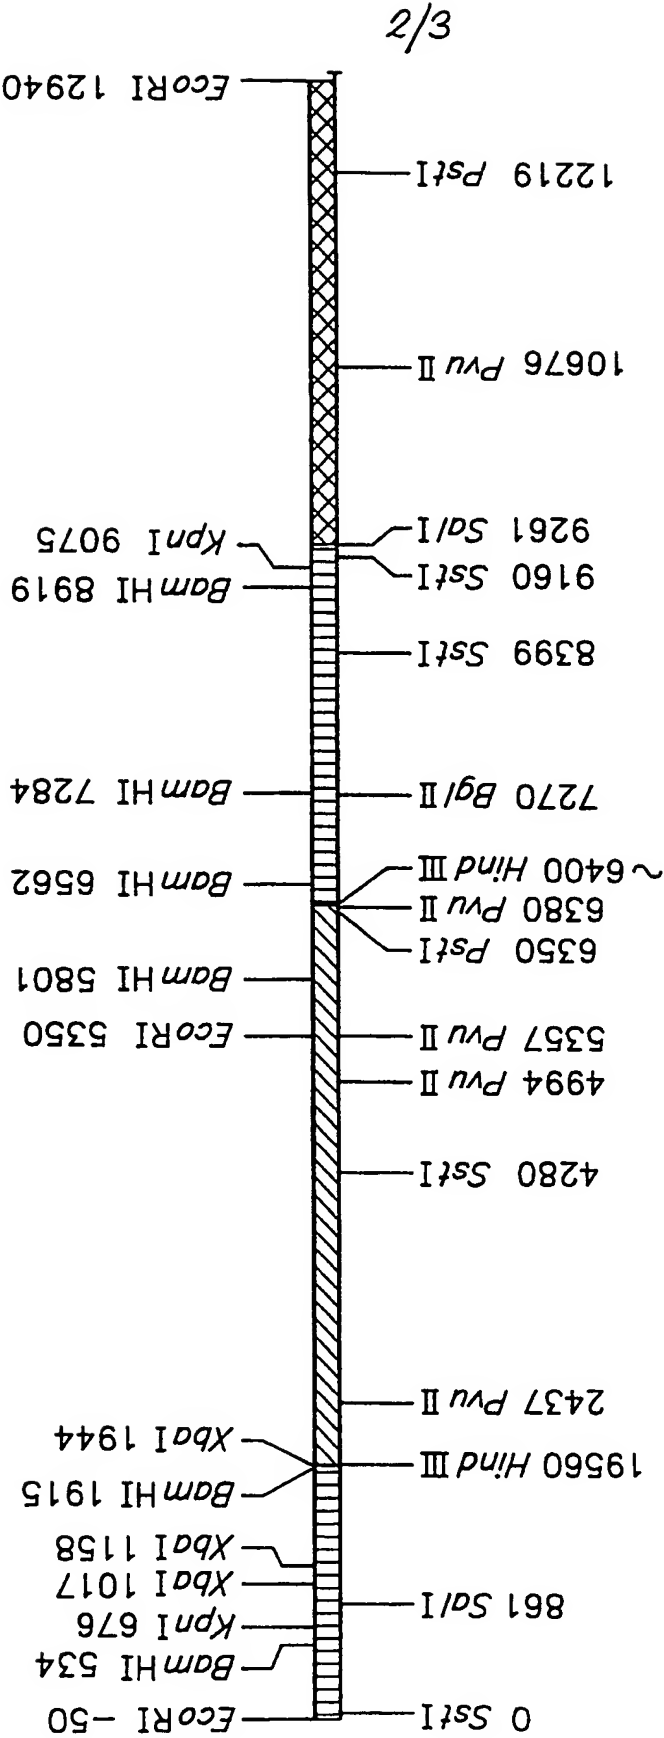 2/3
0 SstI
EcoRI -50
BamHI 534
KpnI 676
861 SalI
XbaI 1017
XbaI 1158
BamHI 1915
19560 HindIII
XbaI 1944
2437 PvuII
4280 SstI
4994 PvuII
5357 PvuII
EcoRI 5350
BamHI 5801
6350 PstI
6380 PvuII
~6400 HindIII
BamHI 6562
7270 BglII
BamHI 7284
8399 SstI
9160 SstI
BamHI 8919
9261 SalI
KpnI 9075
10676 PvuII
12219 PstI
EcoRI 12940